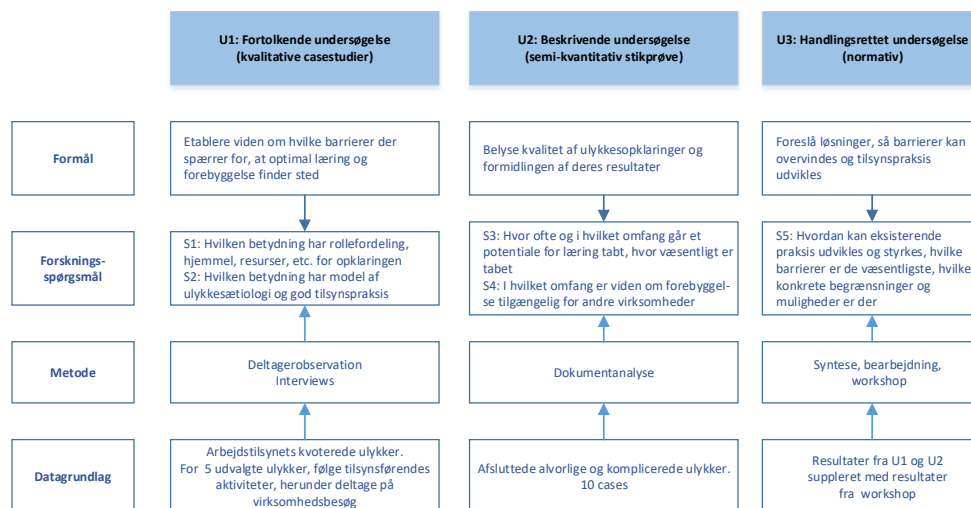 U1: Fortolkende undersøgelse
(kvalitative casestudier)
U2: Beskrivende undersøgelse
(semi-kvantitativ stikprøve)
U3: Handlingsrettet undersøgelse
(normativ)
Formål
Etablere viden om hvilke barrierer der
spærrer for, at optimal læring og
forebyggelse finder sted
Belyse kvalitet af ulykkesopklaringer og
formidlingen af deres resultater
Foreslå løsninger, så barrierer kan
overvindes og tilsynspraksis
udvikles
Forsknings-
spørgsmål
S1: Hvilken betydning har rollefordeling,
hjemmel, resurser, etc. for opklaringen
S2: Hvilken betydning har model af
ulykkesætiologi og god tilsynspraksis
S3: Hvor ofte og i hvilket omfang går et
potentiale for læring tabt, hvor væsentligt er
tabet
S4: I hvilket omfang er viden om forebyggel-
se tilgængelig for andre virksomheder
S5: Hvordan kan eksisterende
praksis udvikles og styrkes, hvilke
barrierer er de væsentligste, hvilke
konkrete begrænsninger og
muligheder er der
Metode
Deltagerobservation
Interviews
Dokumentanalyse
Syntese, bearbejdning,
workshop
Datagrundlag
Arbejdstilsynets kvoterede ulykker.
For 5 udvalgte ulykker, følge tilsynsførendes
aktiviteter, herunder deltage på
virksomhedsbesøg
Afsluttede alvorlige og komplicerede ulykker.
10 cases
Resultater fra U1 og U2
suppleret med resultater
fra workshop